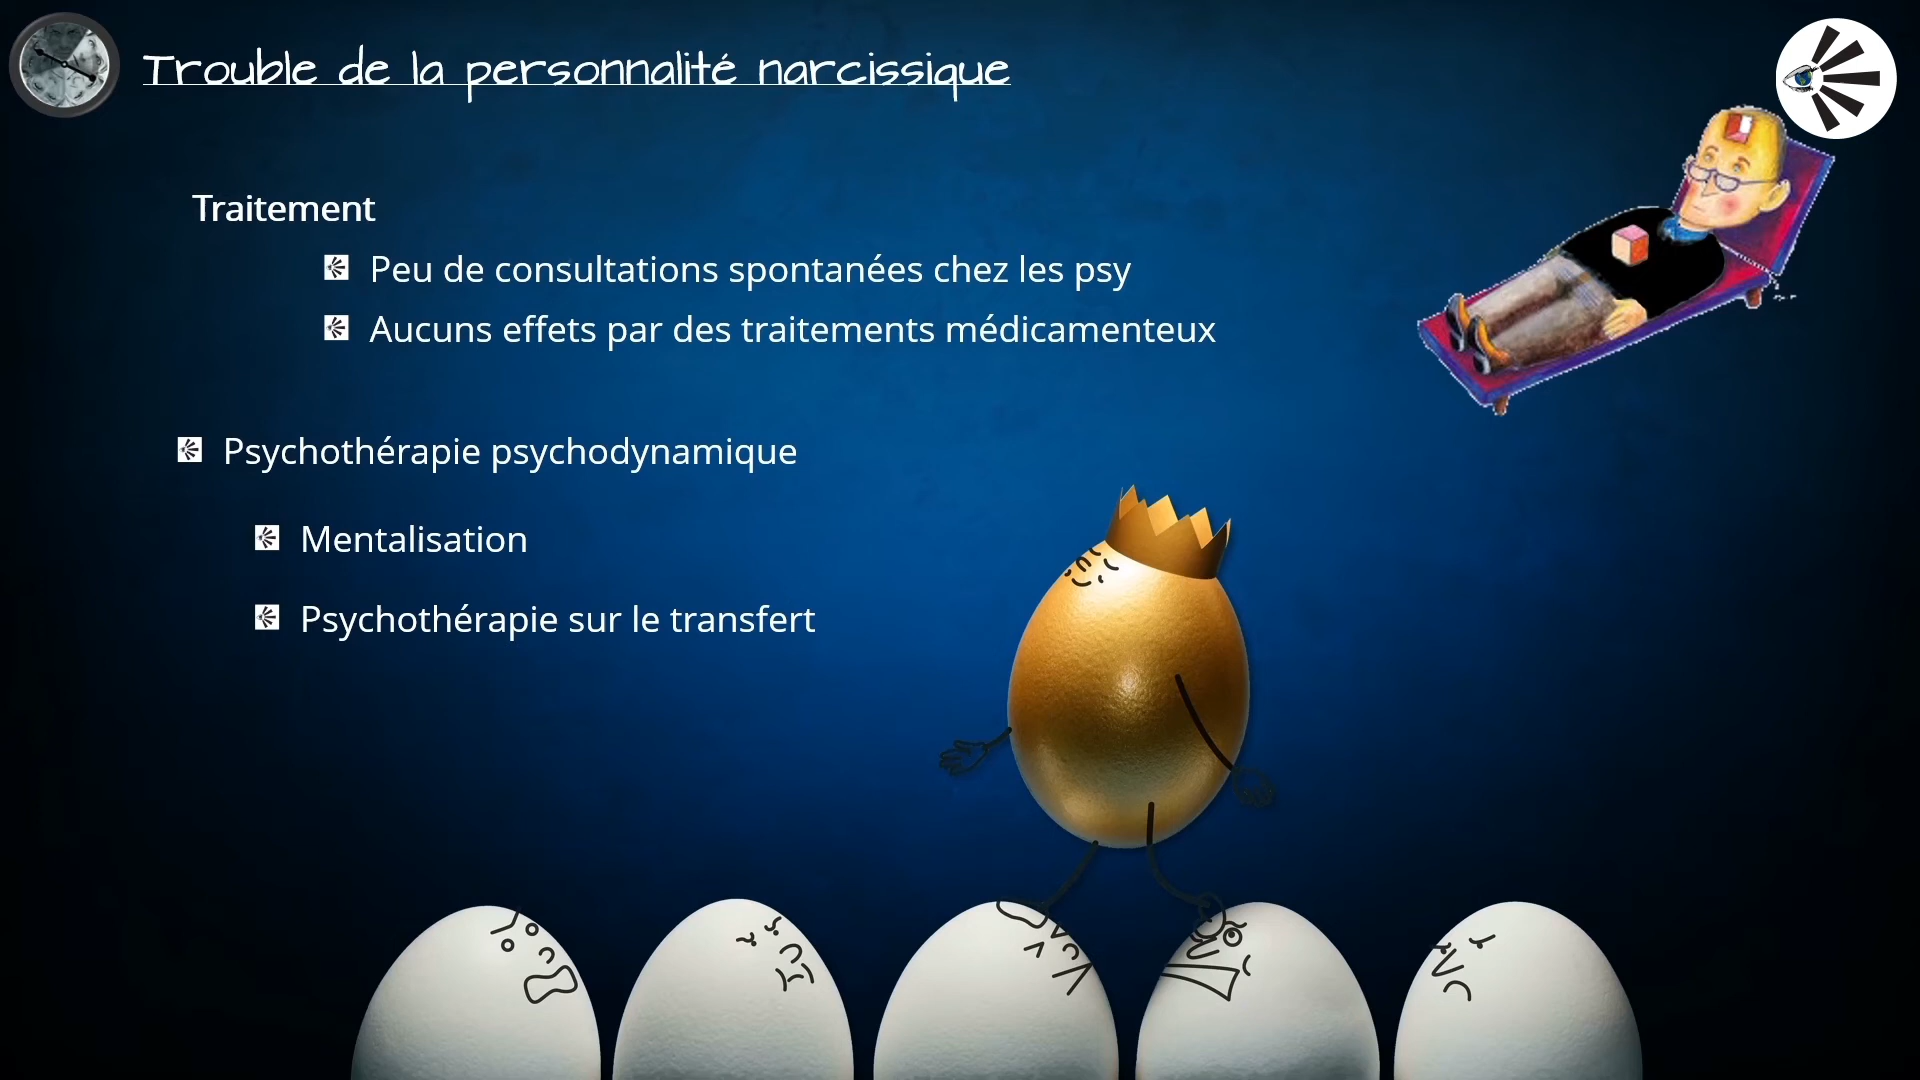 Trouble de la personnalité narcissique
Traitement
Peu de consultations spontanées chez les psy
Aucuns effets par des traitements médicamenteux
Psychothérapie psychodynamique
Mentalisation
Psychothérapie sur le transfert